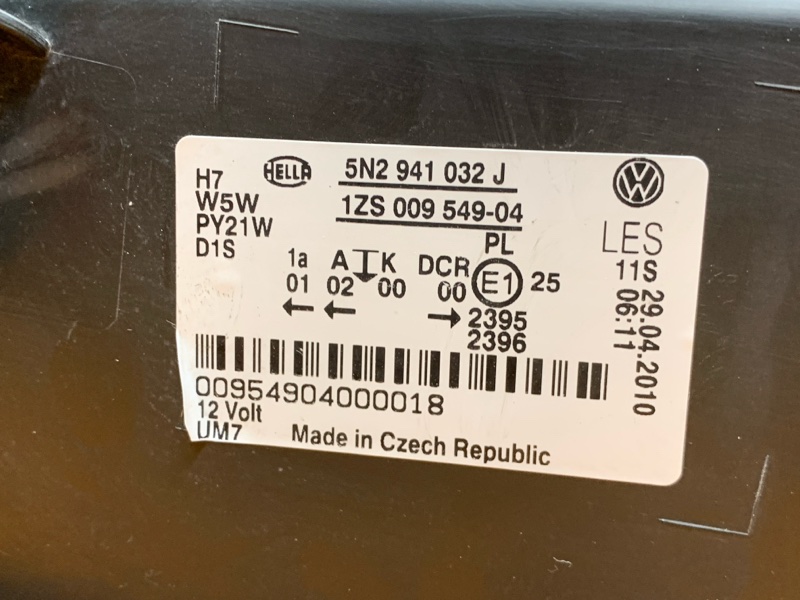 HELLA 5N2 941 032 J
1ZS 009 549-04
H7
W5W
PY21W
D1S
1a A K DCR PL
01 02 00 00 E1 25
← ← → 2395
2396
VW
LES
11S 29.04.2010
06:11
00954904000018
12 Volt
UM7 Made in Czech Republic